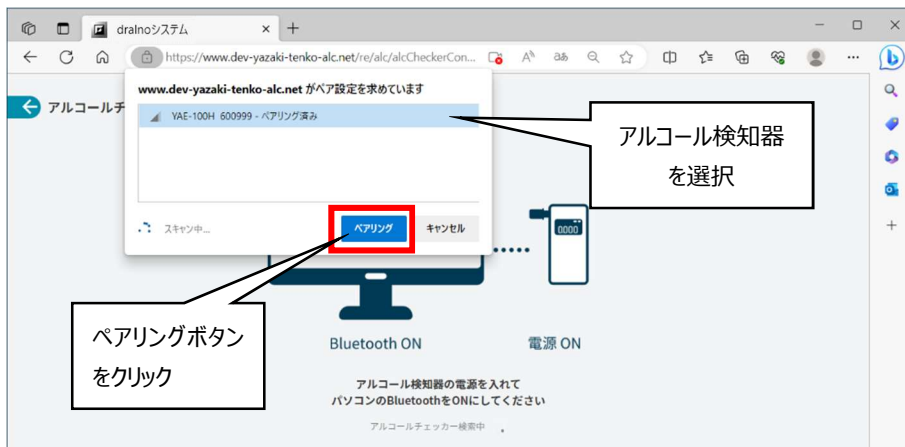 dralnoシステム
https://www.dev-yazaki-tenko-alc.net/re/alc/alcCheckerCon...
www.dev-yazaki-tenko-alc.net がペア設定を求めています
アルコールチ
YAE-100H 600999 - ペアリング済み
アルコール検知器
を選択
スキャン中...
ペアリング
キャンセル
0000
ペアリングボタン
をクリック
Bluetooth ON
電源 ON
アルコール検知器の電源を入れて
パソコンのBluetoothをONにしてください
アルコールチェッカー検索中